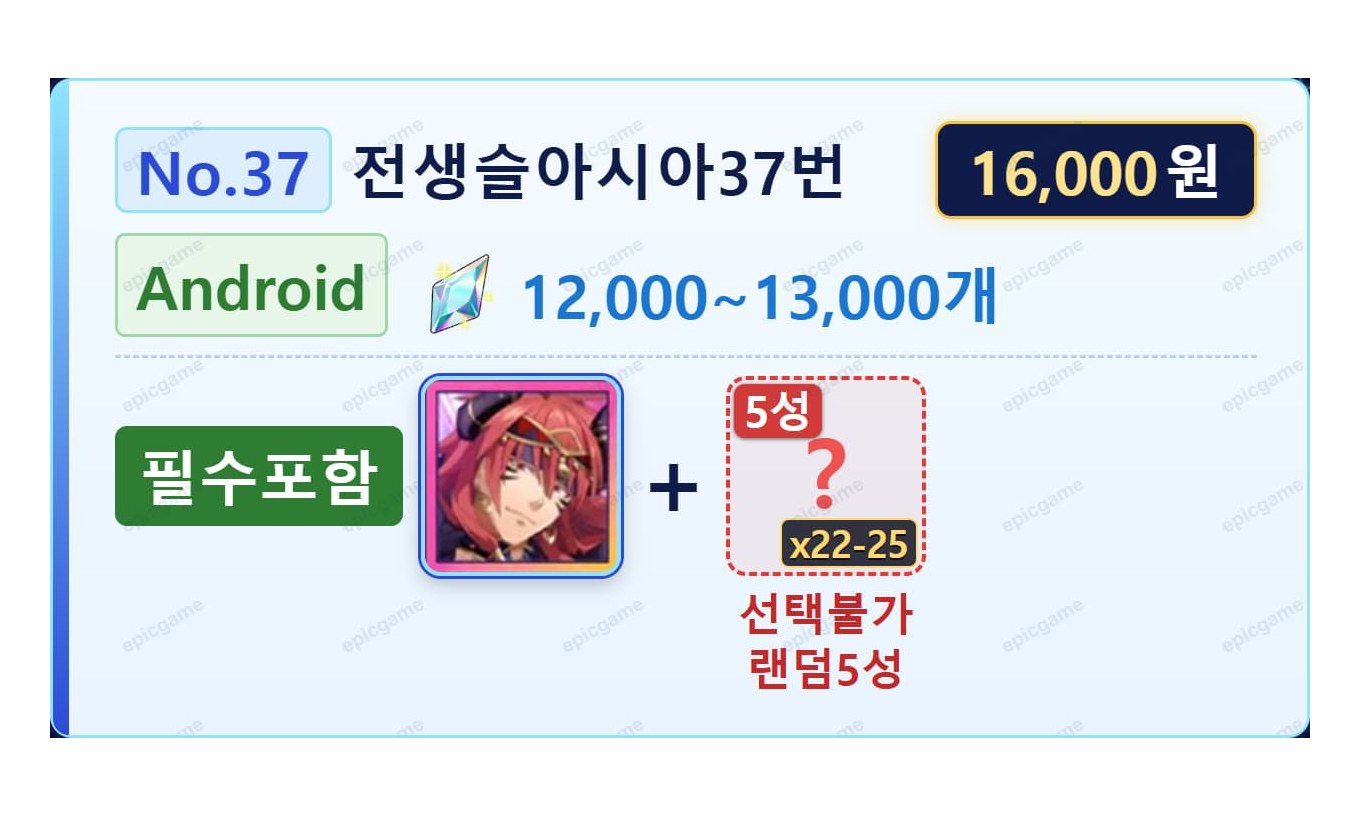 No.37 전생슬아시아37번 16,000원
Android 12,000~13,000개
필수포함 + 5성 ? x22-25
선택불가
랜덤5성
epicgame